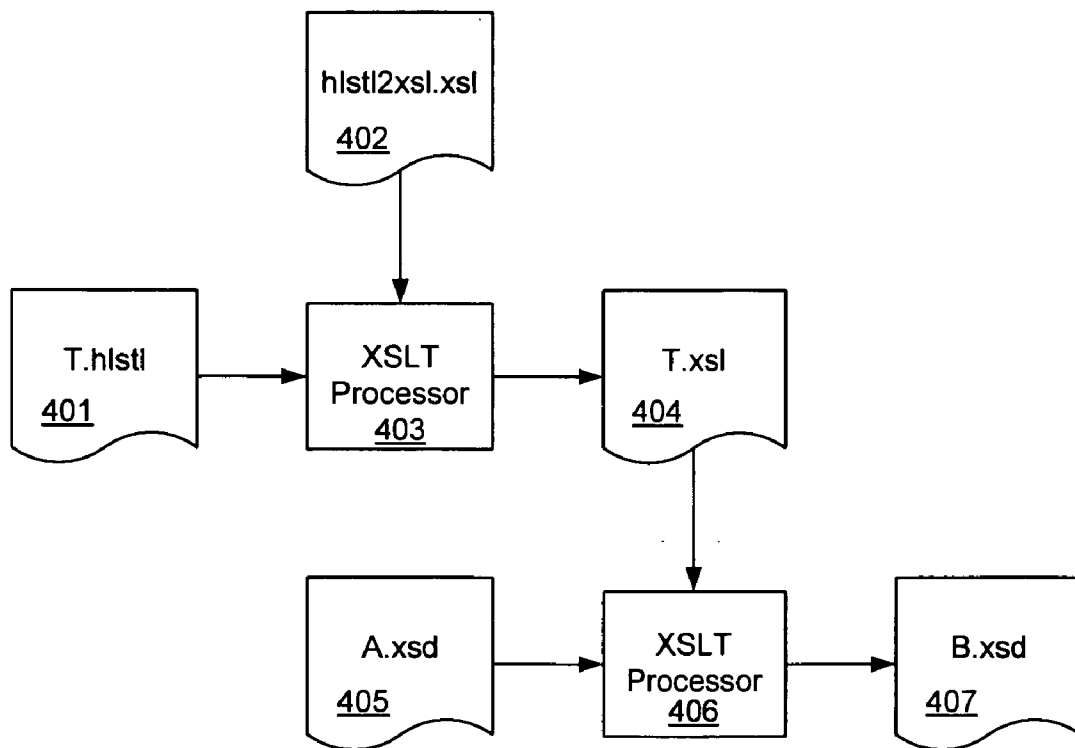 hlstl2xsl.xsl
402
T.hlstl
401
XSLT
Processor
403
T.xsl
404
A.xsd
405
XSLT
Processor
406
B.xsd
407